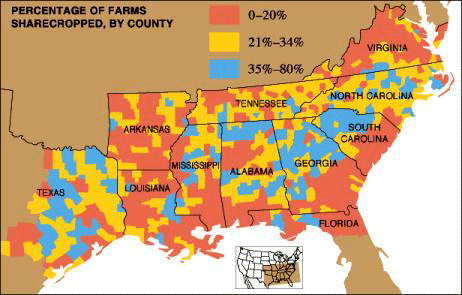 PERCENTAGE OF FARMS
SHARECROPPED, BY COUNTY
0–20%
21%–34%
35%–80%
VIRGINIA
NORTH CAROLINA
TENNESSEE
ARKANSAS
SOUTH
CAROLINA
MISSISSIPPI
GEORGIA
ALABAMA
LOUISIANA
TEXAS
FLORIDA